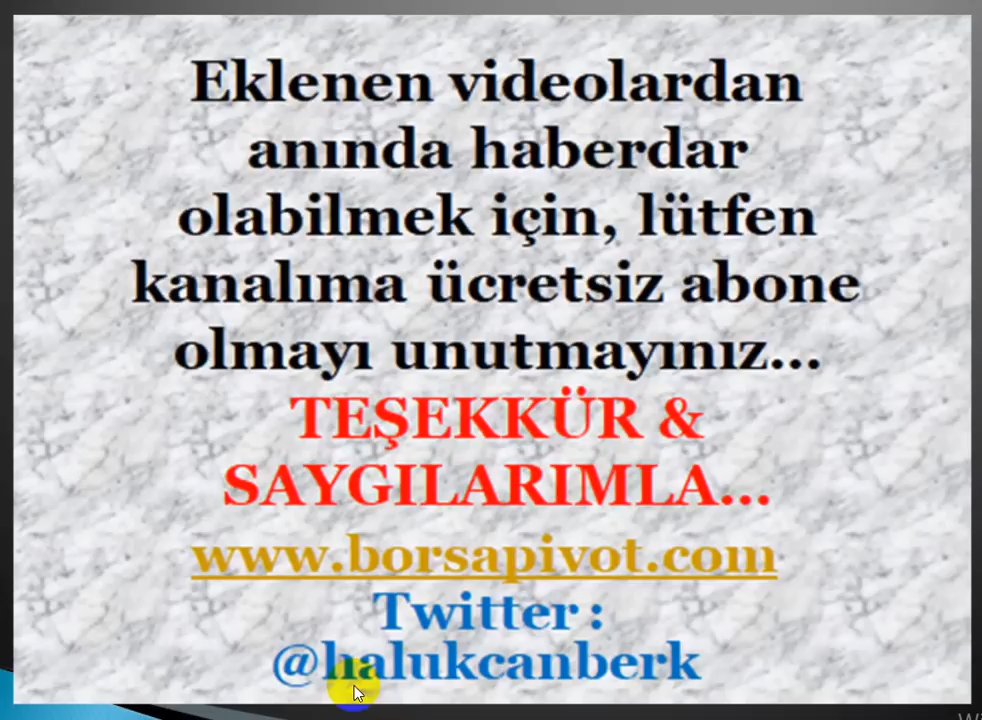 Eklenen videolardan
anında haberdar
olabilmek için, lütfen
kanalıma ücretsiz abone
olmayı unutmayınız...
TEŞEKKÜR &
SAYGILARIMLA...
www.borsapivot.com
Twitter :
@halukcanberk